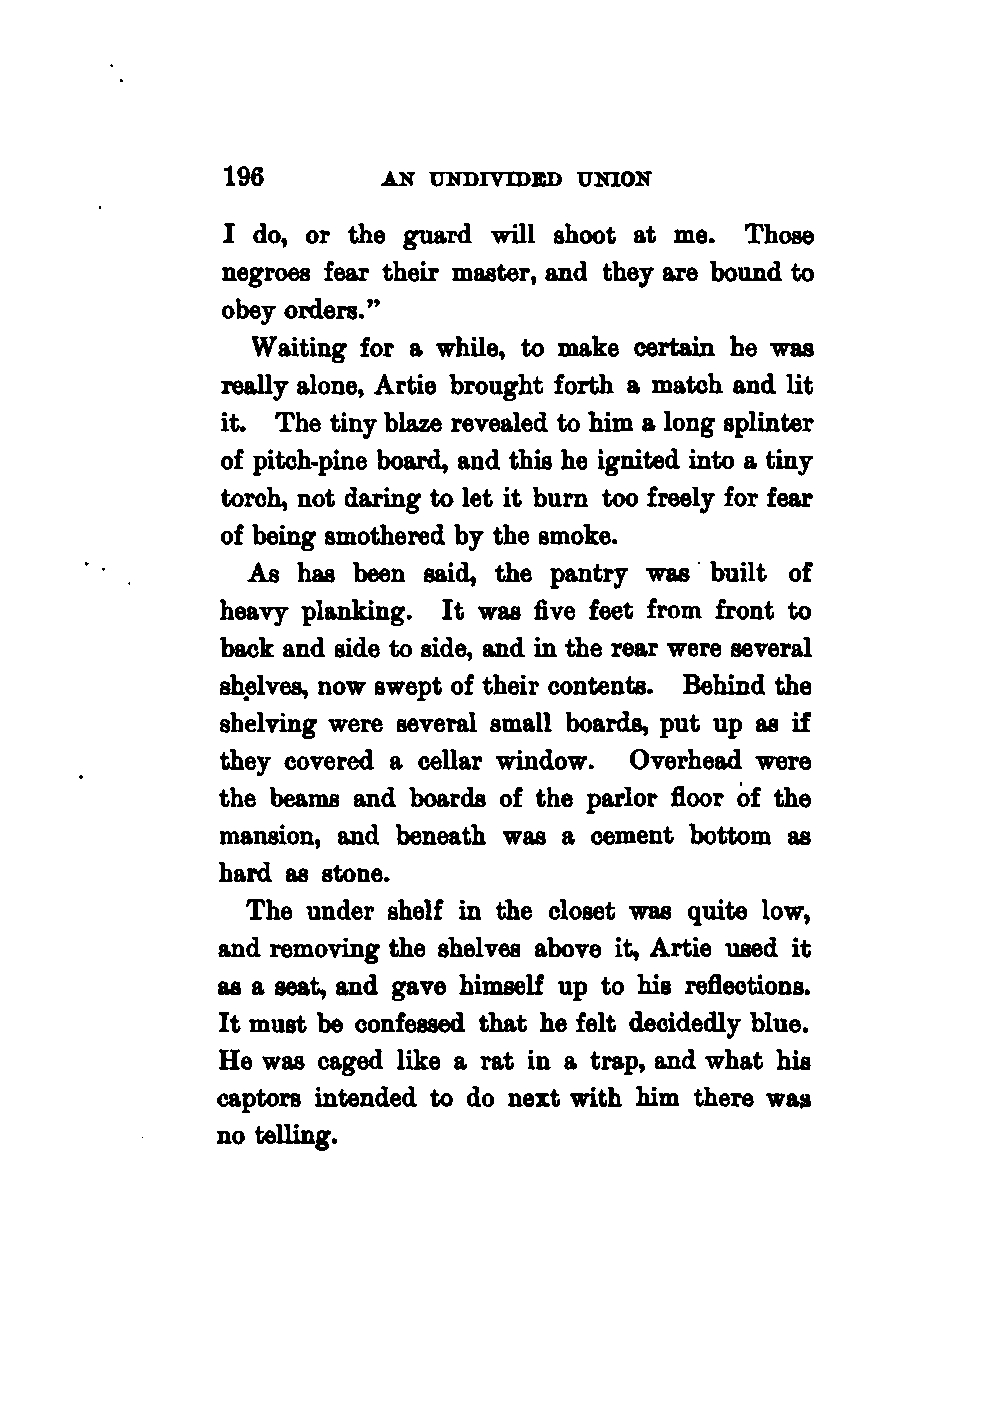 196 AN UNDIVIDED UNION
I do, or the guard will shoot at me. Those
negroes fear their master, and they are bound to
obey orders.”
Waiting for a while, to make certain he was
really alone, Artie brought forth a match and lit
it. The tiny blaze revealed to him a long splinter
of pitch-pine board, and this he ignited into a tiny
torch, not daring to let it burn too freely for fear
of being smothered by the smoke.
As has been said, the pantry was built of
heavy planking. It was five feet from front to
back and side to side, and in the rear were several
shelves, now swept of their contents. Behind the
shelving were several small boards, put up as if
they covered a cellar window. Overhead were
the beams and boards of the parlor floor of the
mansion, and beneath was a cement bottom as
hard as stone.
The under shelf in the closet was quite low,
and removing the shelves above it, Artie used it
as a seat, and gave himself up to his reflections.
It must be confessed that he felt decidedly blue.
He was caged like a rat in a trap, and what his
captors intended to do next with him there was
no telling.